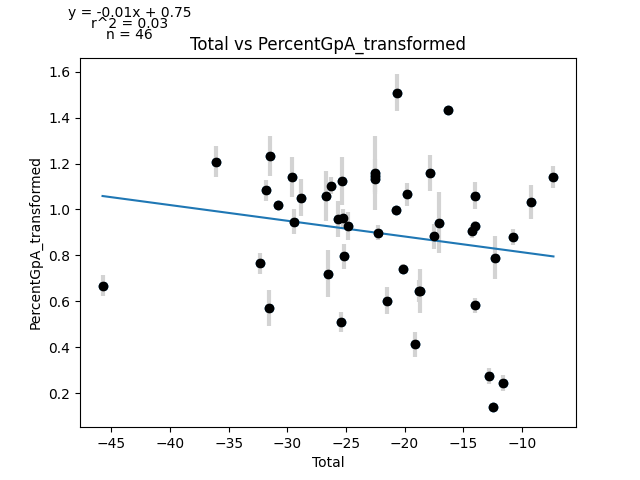 y = -0.01x + 0.75
r^2 = 0.03
n = 46
Total vs PercentGpA_transformed
1.6
1.4
1.2
1.0
0.8
0.6
0.4
0.2
PercentGpA_transformed
−45 −40 −35 −30 −25 −20 −15 −10
Total